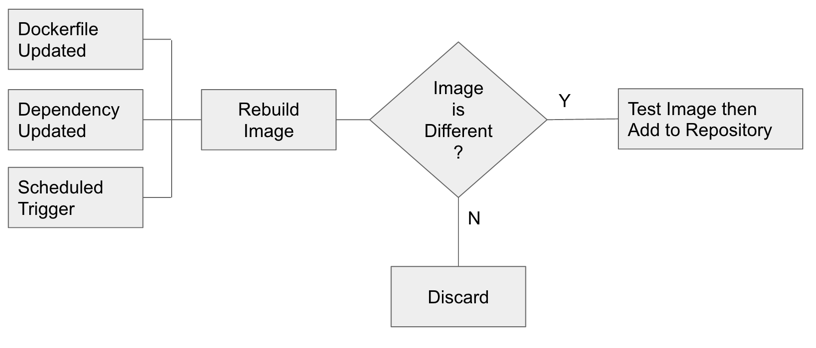 Dockerfile
Updated
Dependency
Updated
Scheduled
Trigger
Rebuild
Image
Image
is
Different
?
Y
Test Image then
Add to Repository
N
Discard